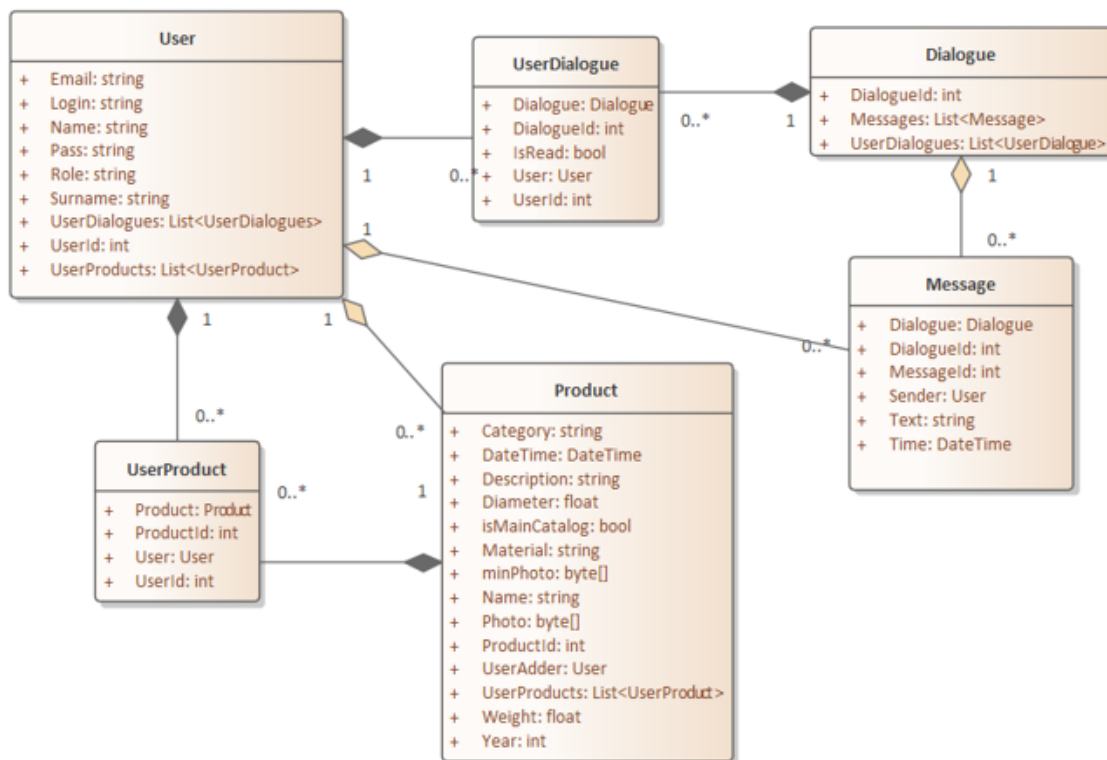 User
+ Email: string
+ Login: string
+ Name: string
+ Pass: string
+ Role: string
+ Surname: string
+ UserDialogues: List<UserDialogues>
+ UserId: int
+ UserProducts: List<UserProduct>
1
0..*
UserDialogue
+ Dialogue: Dialogue
+ DialogueId: int
+ IsRead: bool
+ User: User
+ UserId: int
0..*
1
Dialogue
+ DialogueId: int
+ Messages: List<Message>
+ UserDialogues: List<UserDialogue>
1
0..*
Message
+ Dialogue: Dialogue
+ DialogueId: int
+ MessageId: int
+ Sender: User
+ Text: string
+ Time: DateTime
1
0..*
1
0..*
1
0..*
UserProduct
+ Product: Product
+ ProductId: int
+ User: User
+ UserId: int
0..*
1
Product
+ Category: string
+ DateTime: DateTime
+ Description: string
+ Diameter: float
+ isMainCatalog: bool
+ Material: string
+ minPhoto: byte[]
+ Name: string
+ Photo: byte[]
+ ProductId: int
+ UserAdder: User
+ UserProducts: List<UserProduct>
+ Weight: float
+ Year: int